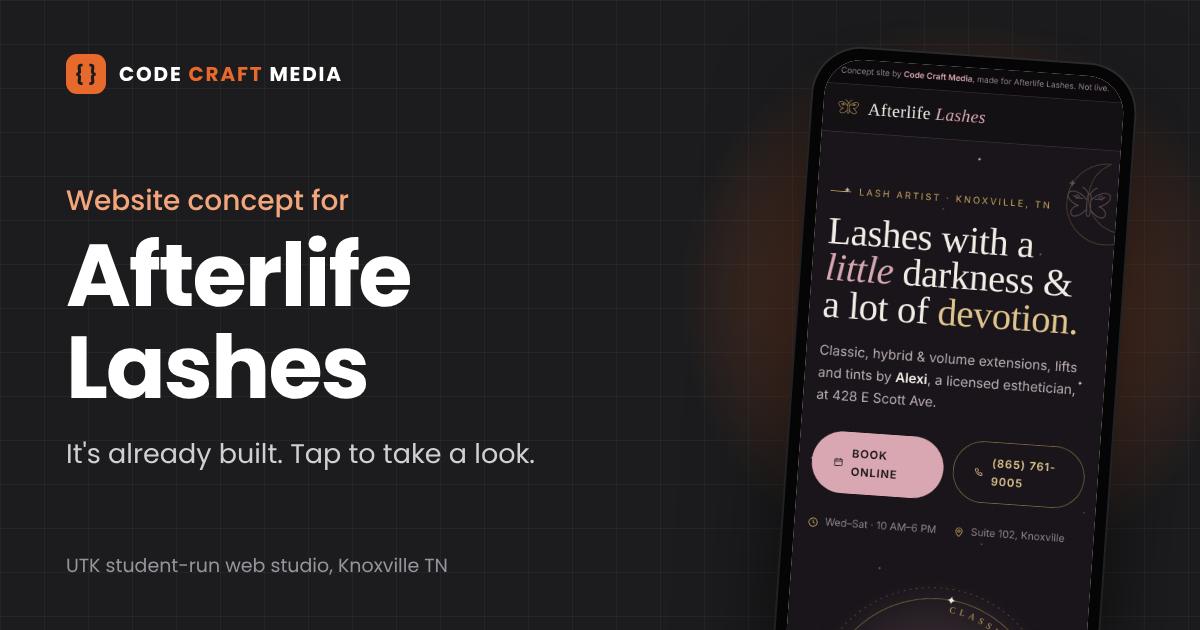 { } CODE CRAFT MEDIA
Website concept for
Afterlife
Lashes
It's already built. Tap to take a look.
UTK student-run web studio, Knoxville TN
Concept site by Code Craft Media, made for Afterlife Lashes. Not live.
Afterlife Lashes
LASH ARTIST · KNOXVILLE, TN
Lashes with a
little darkness &
a lot of devotion.
Classic, hybrid & volume extensions, lifts
and tints by Alexi, a licensed esthetician,
at 428 E Scott Ave.
BOOK
ONLINE
(865) 761-
9005
Wed–Sat · 10 AM–6 PM
Suite 102, Knoxville